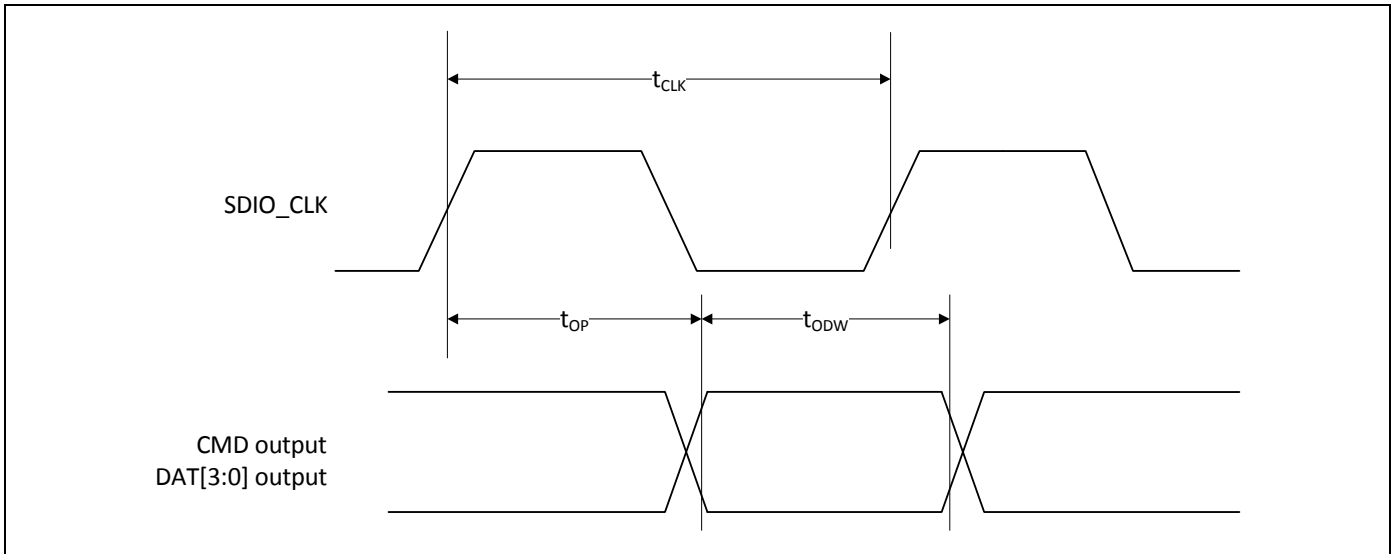 tCLK
SDIO_CLK
tOP
tODW
CMD output
DAT[3:0] output